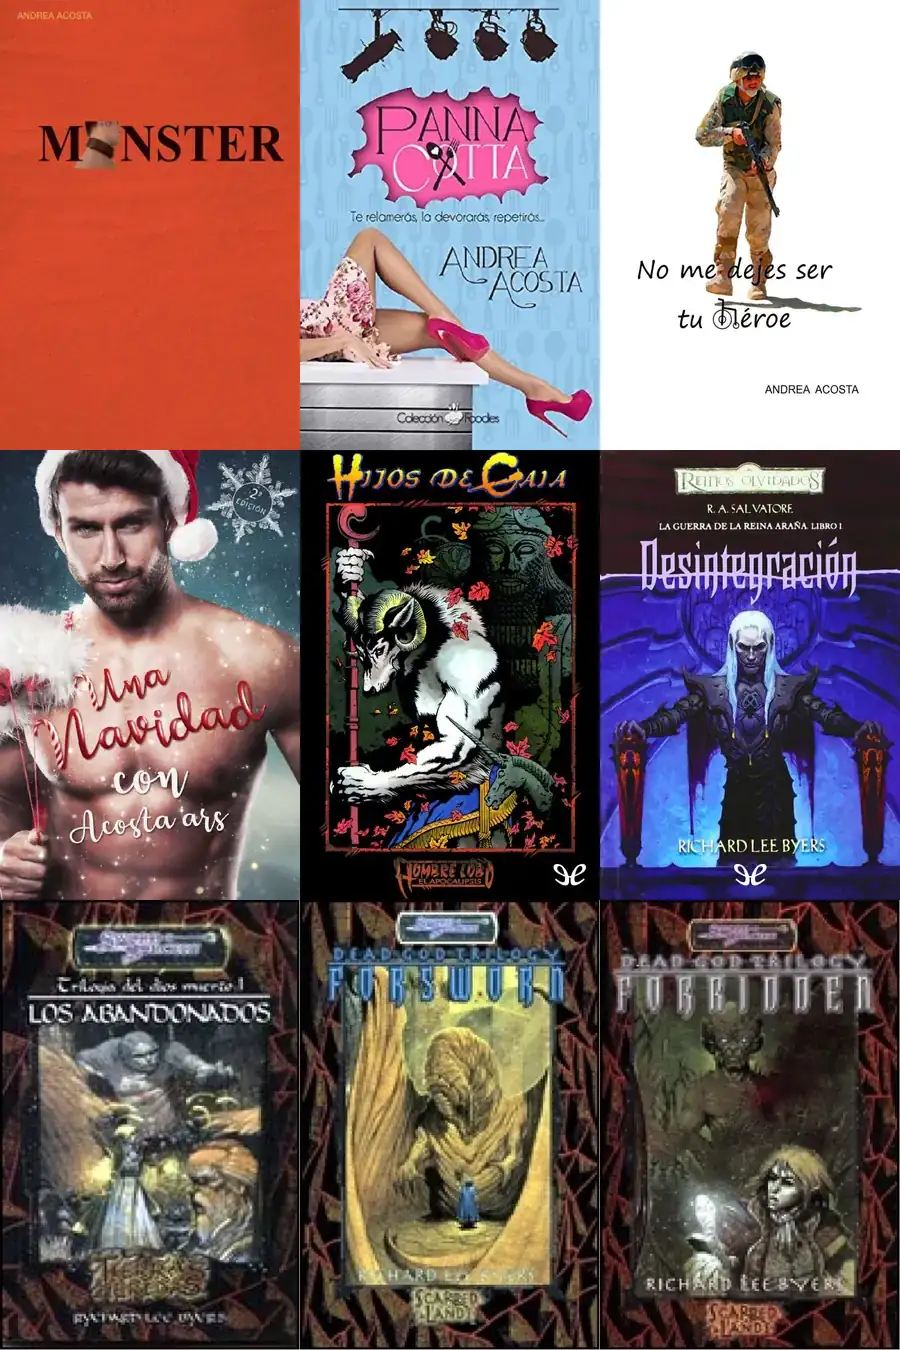 ANDREA ACOSTA
MONSTER
PANNA
COTTA
Te relamerás, la devorarás, repetirás...
ANDREA
ACOSTA
Colección Foodies
No me dejes ser
tu Héroe
ANDREA ACOSTA
2ª
EDICIÓN
Una
Navidad
con
Acosta ars
HIJOS DE GAIA
HOMBRE LOBO
EL APOCALIPSIS
REINOS OLVIDADOS
R. A. SALVATORE
LA GUERRA DE LA REINA ARAÑA. LIBRO I
Desintegración
RICHARD LEE BYERS
Trilogía del dios muerto I
LOS ABANDONADOS
RICHARD LEE BYERS
DEAD GOD TRILOGY
FORSWORN
RICHARD LEE BYERS
SCARRED
LANDS
DEAD GOD TRILOGY
FORBIDDEN
RICHARD LEE BYERS
SCARRED
LANDS